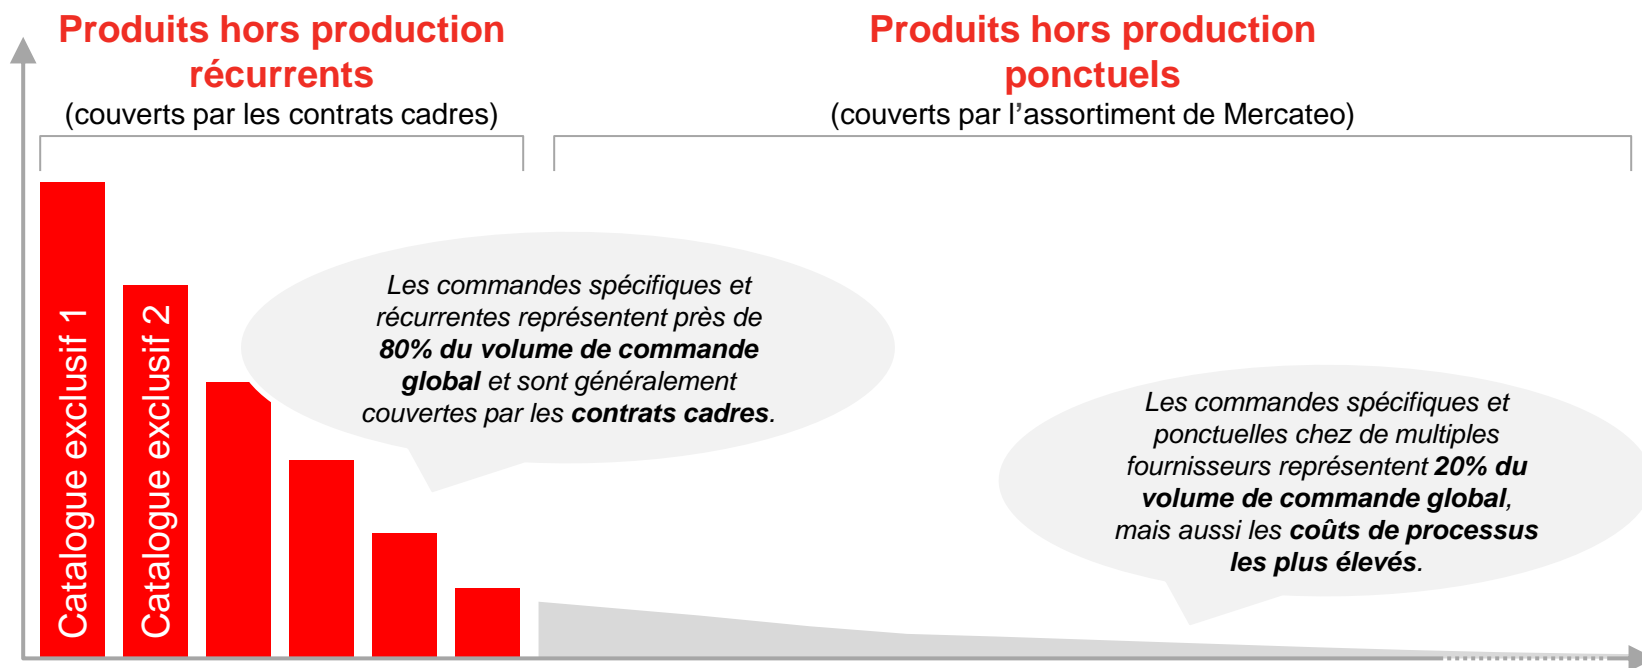 Produits hors production
récurrents
(couverts par les contrats cadres)
Produits hors production
ponctuels
(couverts par l’assortiment de Mercateo)
Catalogue exclusif 1
Catalogue exclusif 2
Les commandes spécifiques et
récurrentes représentent près de
80% du volume de commande
global et sont généralement
couvertes par les contrats cadres.
Les commandes spécifiques et
ponctuelles chez de multiples
fournisseurs représentent 20% du
volume de commande global,
mais aussi les coûts de processus
les plus élevés.